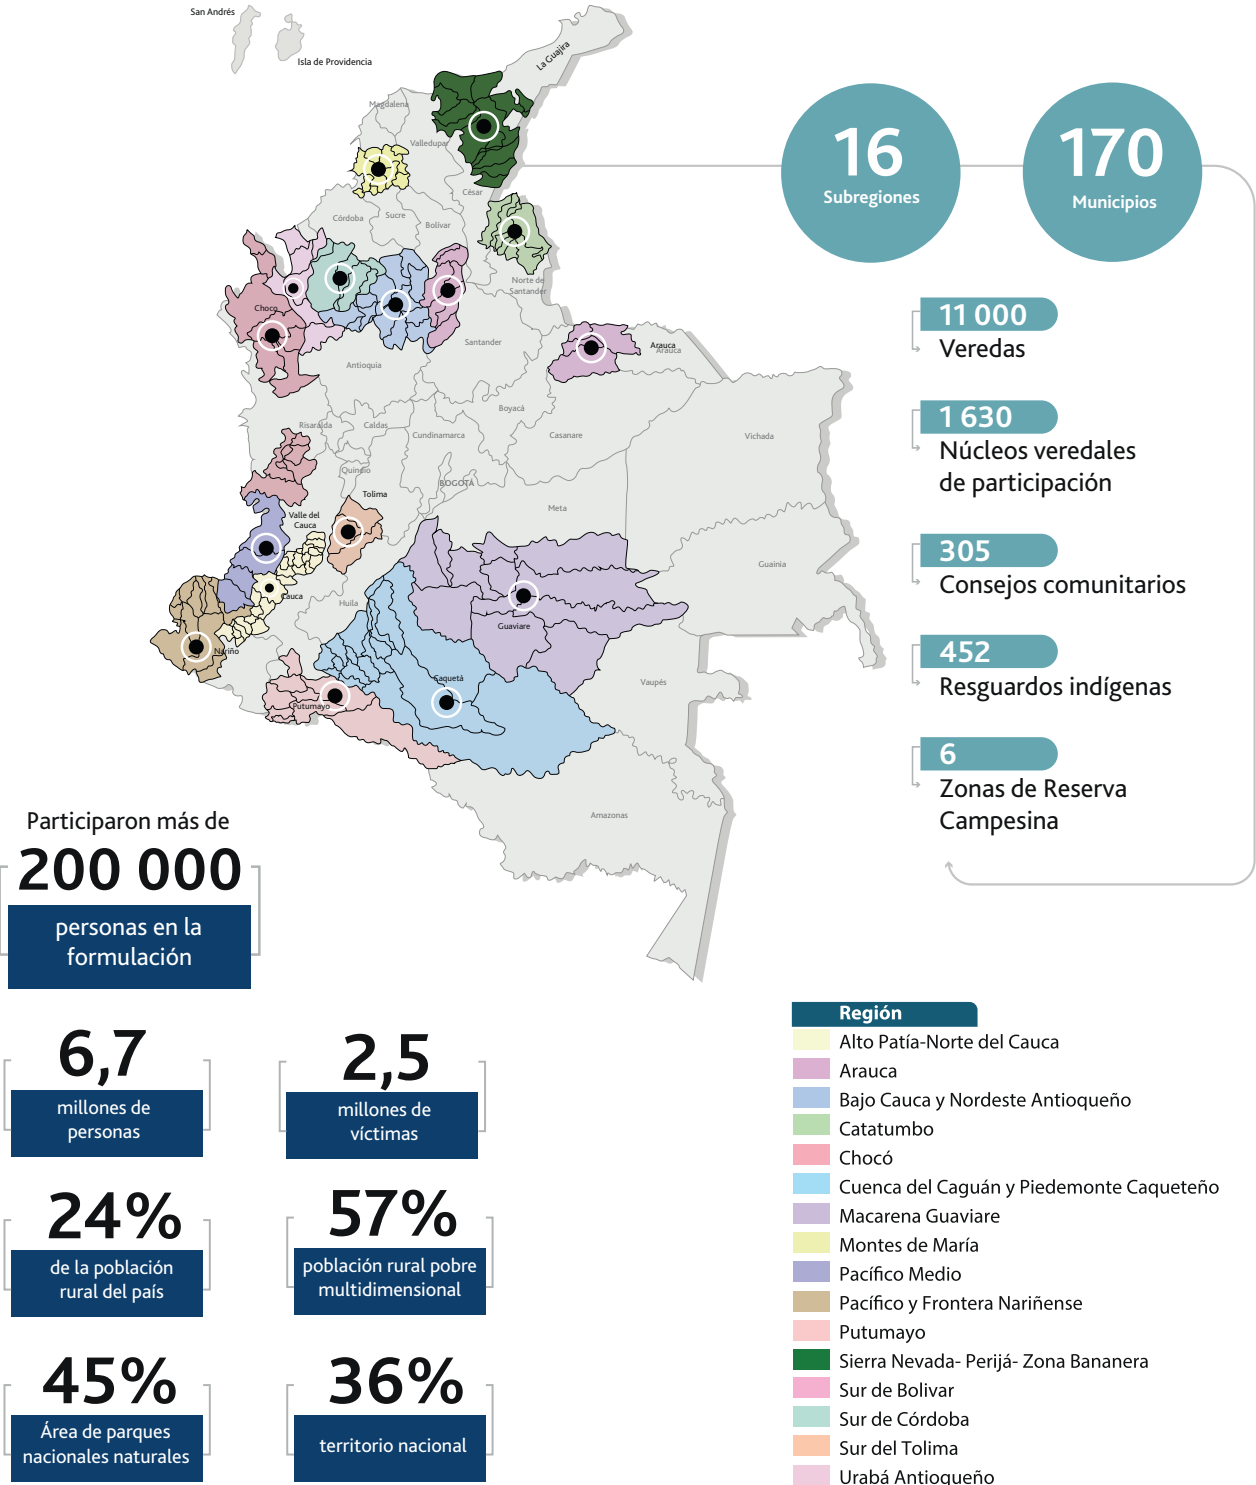 San Andrés
Isla de Providencia
La Guajira
Magdalena
Valledupar
César
Córdoba
Sucre
Bolívar
Norte de
Santander
Choco
Santander
Arauca
Arauca
Antioquia
Boyacá
Risaralda
Caldas
Cundinamarca
Casanare
Vichada
Quindio
BOGOTÁ
Tolima
Meta
Valle del
Cauca
Guainia
Cauca
Huila
Guaviare
Nariño
Caquetá
Vaupés
Putumayo
Amazonas
16
Subregiones
170
Municipios
11 000
Veredas
1 630
Núcleos veredales
de participación
305
Consejos comunitarios
452
Resguardos indígenas
6
Zonas de Reserva
Campesina
Participaron más de
200 000
personas en la
formulación
6,7
millones de
personas
2,5
millones de
víctimas
24%
de la población
rural del país
57%
población rural pobre
multidimensional
45%
Área de parques
nacionales naturales
36%
territorio nacional
Región
Alto Patía-Norte del Cauca
Arauca
Bajo Cauca y Nordeste Antioqueño
Catatumbo
Chocó
Cuenca del Caguán y Piedemonte Caqueteño
Macarena Guaviare
Montes de María
Pacífico Medio
Pacífico y Frontera Nariñense
Putumayo
Sierra Nevada- Perijá- Zona Bananera
Sur de Bolivar
Sur de Córdoba
Sur del Tolima
Urabá Antioqueño